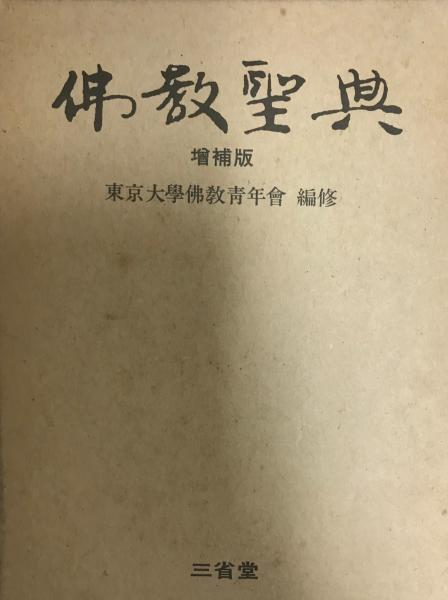 佛教聖典
增補版
東京大學佛教靑年會 編修
三省堂